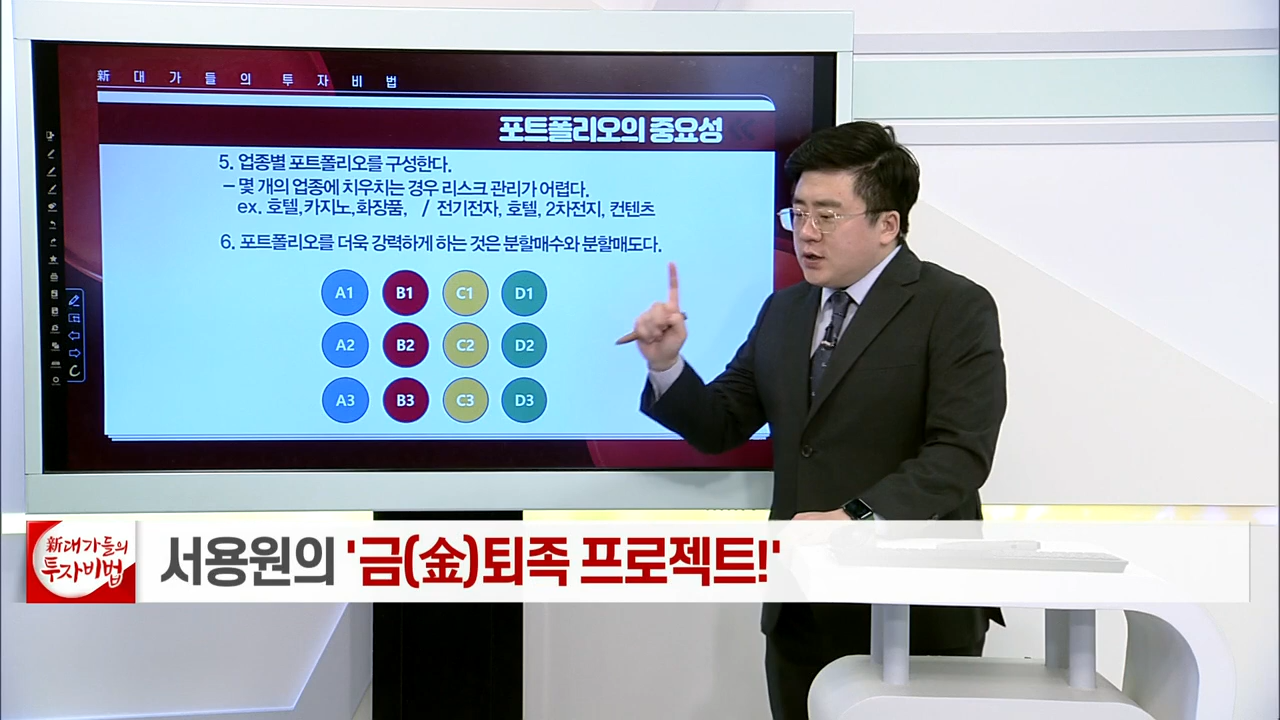 新 대 가 들 의 투 자 비 법
포트폴리오의 중요성
5. 업종별 포트폴리오를 구성한다.
– 몇 개의 업종에 치우치는 경우 리스크 관리가 어렵다.
ex. 호텔,카지노,화장품, / 전기전자, 호텔, 2차전지, 컨텐츠
6. 포트폴리오를 더욱 강력하게 하는 것은 분할매수와 분할매도다.
A1 B1 C1 D1
A2 B2 C2 D2
A3 B3 C3 D3
新대가들의
투자비법
서용원의 '금(金)퇴족 프로젝트!'